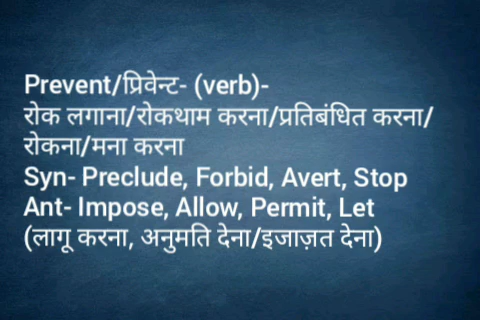 Prevent/प्रिवेन्ट- (verb)-
रोक लगाना/रोकथाम करना/प्रतिबंधित करना/
रोकना/मना करना
Syn- Preclude, Forbid, Avert, Stop
Ant- Impose, Allow, Permit, Let
(लागू करना, अनुमति देना/इजाज़त देना)